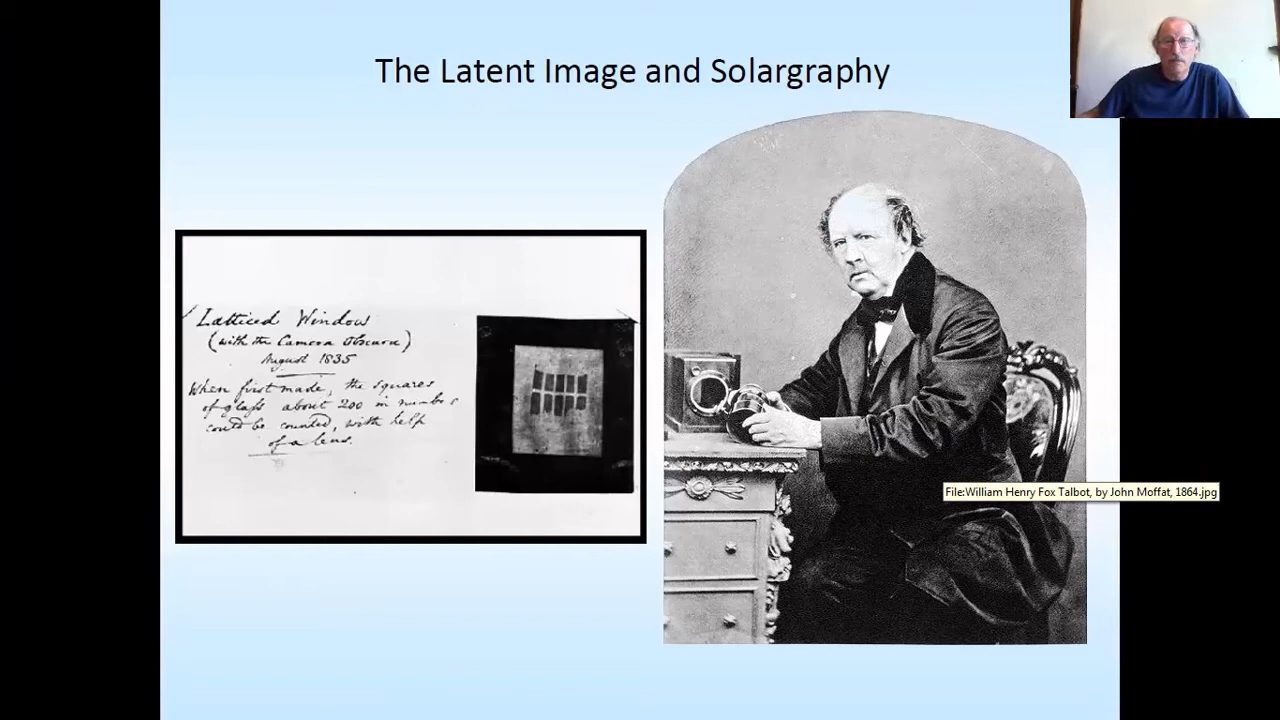 The Latent Image and Solargraphy
Latticed Window
(with the Camera Obscura)
August 1835
When first made, the squares
of glass about 200 in number
could be counted, with help
of a lens.
File:William Henry Fox Talbot, by John Moffat, 1864.jpg